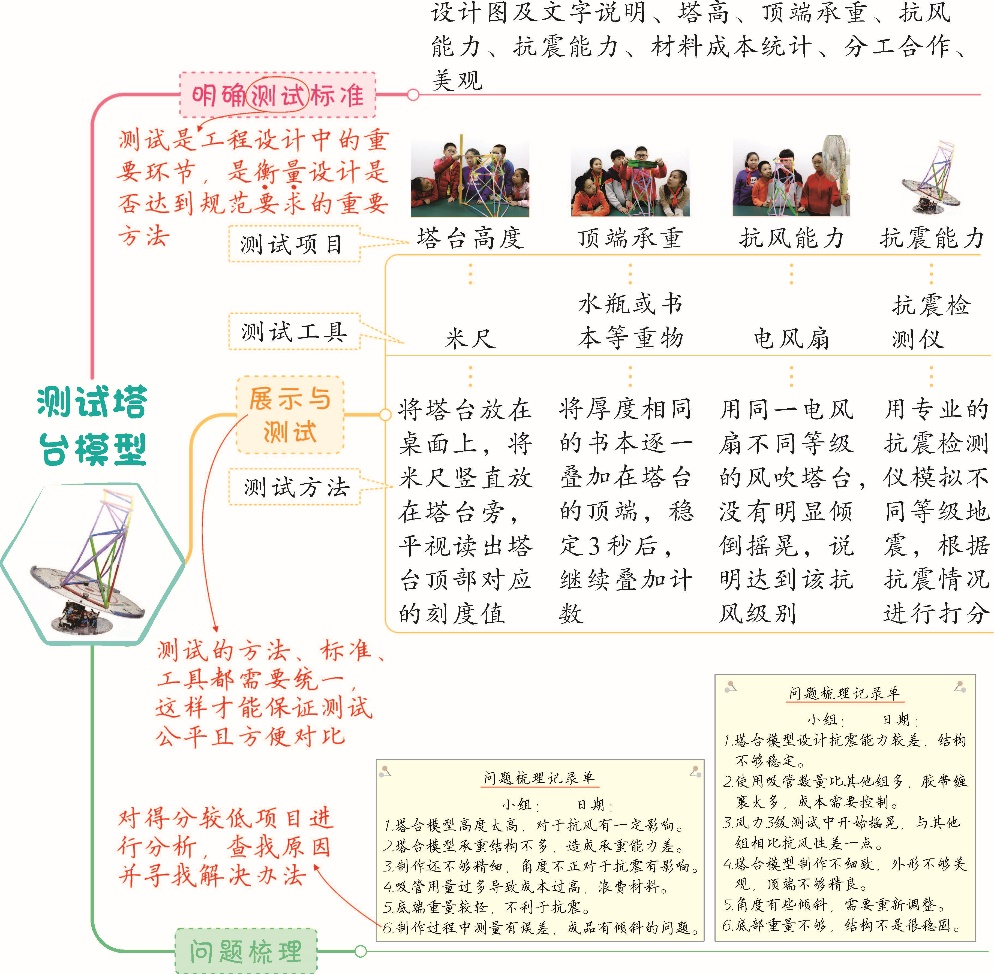 设计图及文字说明、塔高、顶端承重、抗风
能力、抗震能力、材料成本统计、分工合作、
美观
明确测试标准
测试是工程设计中的重
要环节，是衡量设计是
否达到规范要求的重要
方法
测试项目
塔台高度
顶端承重
抗风能力
抗震能力
测试工具
米尺
水瓶或书
本等重物
电风扇
抗震检
测仪
测试塔
台模型
展示与
测试
测试方法
将塔台放在
桌面上，将
米尺竖直放
在塔台旁，
平视读出塔
台顶部对应
的刻度值
将厚度相同
的书本逐一
叠加在塔台
的顶端，稳
定3秒后，
继续叠加计
数
用同一电风
扇不同等级
的风吹塔台，
没有明显倾
倒摇晃，说
明达到该抗
风级别
用专业的
抗震检测
仪模拟不
同等级地
震，根据
抗震情况
进行打分
测试的方法、标准、
工具都需要统一，
这样才能保证测试
公平且方便对比
对得分较低项目进
行分析，查找原因
并寻找解决办法
问题梳理
问题梳理记录单
小组：　日期：
1.塔台模型高度太高，对于抗风有一定影响。
2.塔台模型承重结构不多，造成承重能力差。
3.制作还不够精细，角度不正对于抗震有影响。
4.吸管用量过多导致成本过高，浪费材料。
5.底端重量较轻，不利于抗震。
6.制作过程中测量有误差，成品有倾斜的问题。
问题梳理记录单
小组：　日期：
1.塔台模型设计抗震能力较差，结构
不够稳定。
2.使用吸管数量比其他组多，胶带缠
裹太多，成本需要控制。
3.风力3级测试中开始摇晃，与其他
组相比抗风性差一点。
4.塔台模型制作不细致，外形不够美
观，顶端不够精良。
5.角度有些倾斜，需要重新调整。
6.底部重量不够，结构不是很稳固。